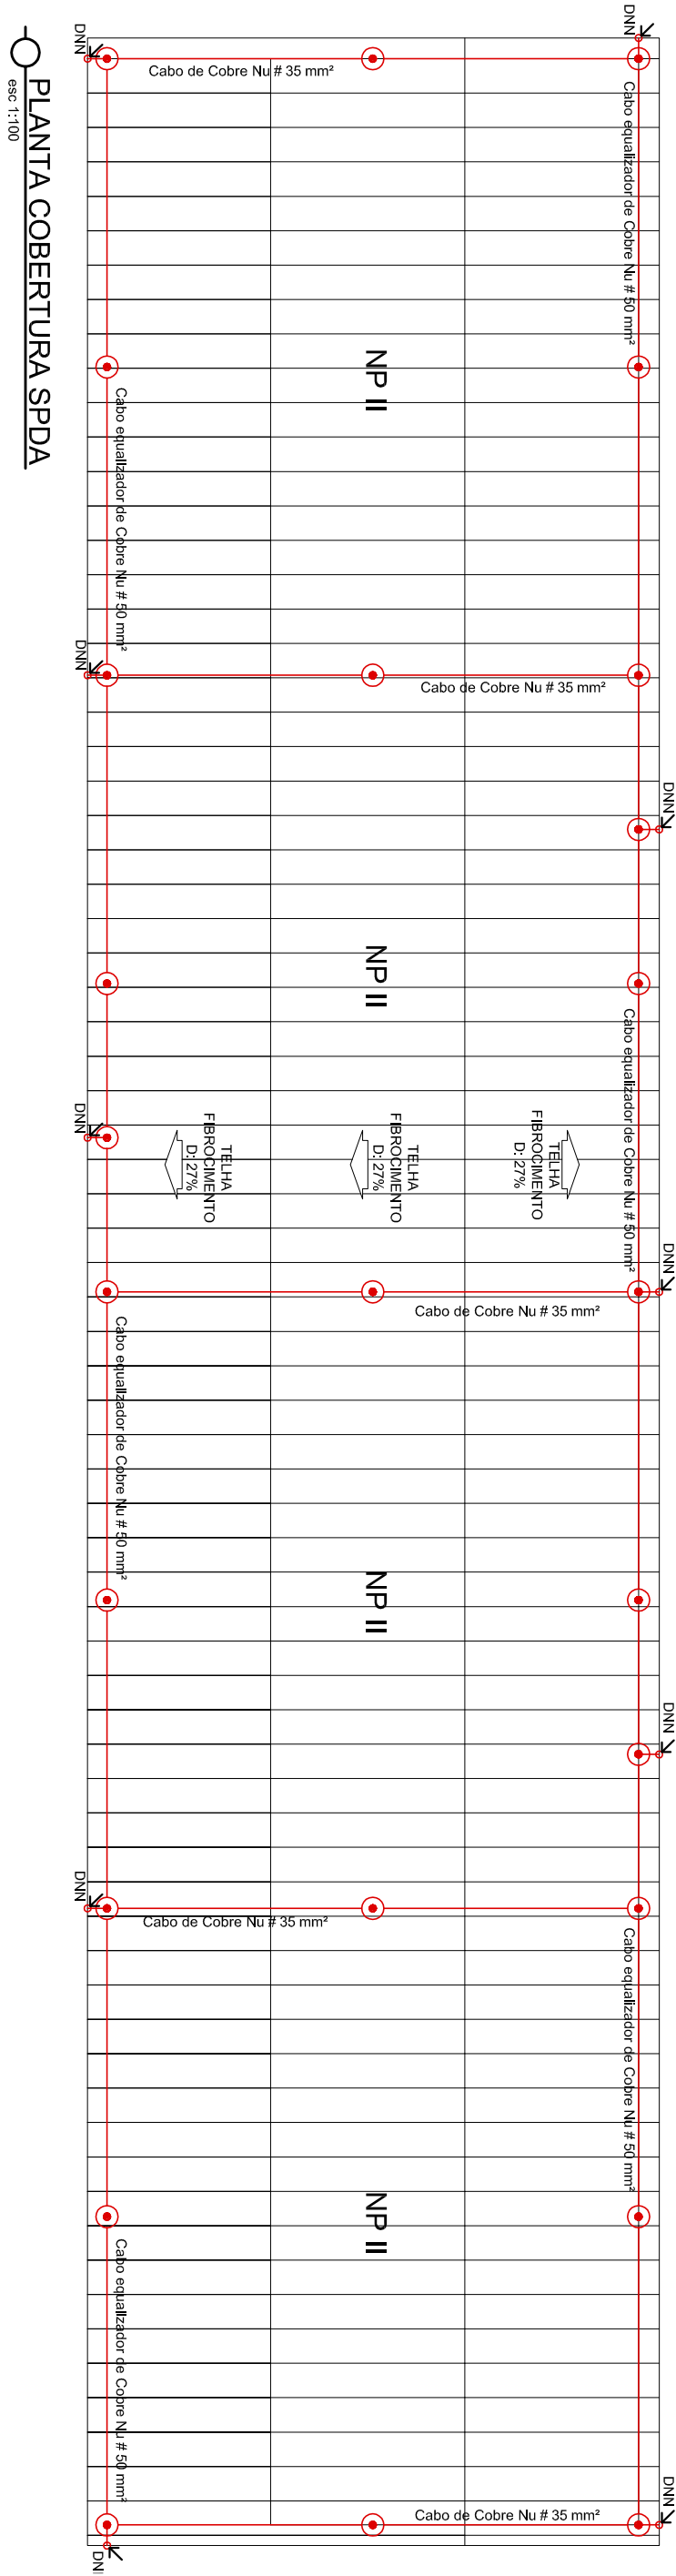 DNN
DNN
Cabo de Cobre Nu # 35 mm²
Cabo equalizador de Cobre Nu # 50 mm²
PLANTA COBERTURA SPDA
esc 1:100
NP II
Cabo equalizador de Cobre Nu # 50 mm²
DNN
Cabo de Cobre Nu # 35 mm²
DNN
NP II
Cabo equalizador de Cobre Nu # 50 mm²
DNN
TELHA
FIBROCIMENTO
D: 27%
TELHA
FIBROCIMENTO
D: 27%
TELHA
FIBROCIMENTO
D: 27%
DNN
Cabo de Cobre Nu # 35 mm²
Cabo equalizador de Cobre Nu # 50 mm²
NP II
DNN
DNN
Cabo de Cobre Nu # 35 mm²
Cabo equalizador de Cobre Nu # 50 mm²
NP II
Cabo equalizador de Cobre Nu # 50 mm²
DNN
Cabo de Cobre Nu # 35 mm²
DN